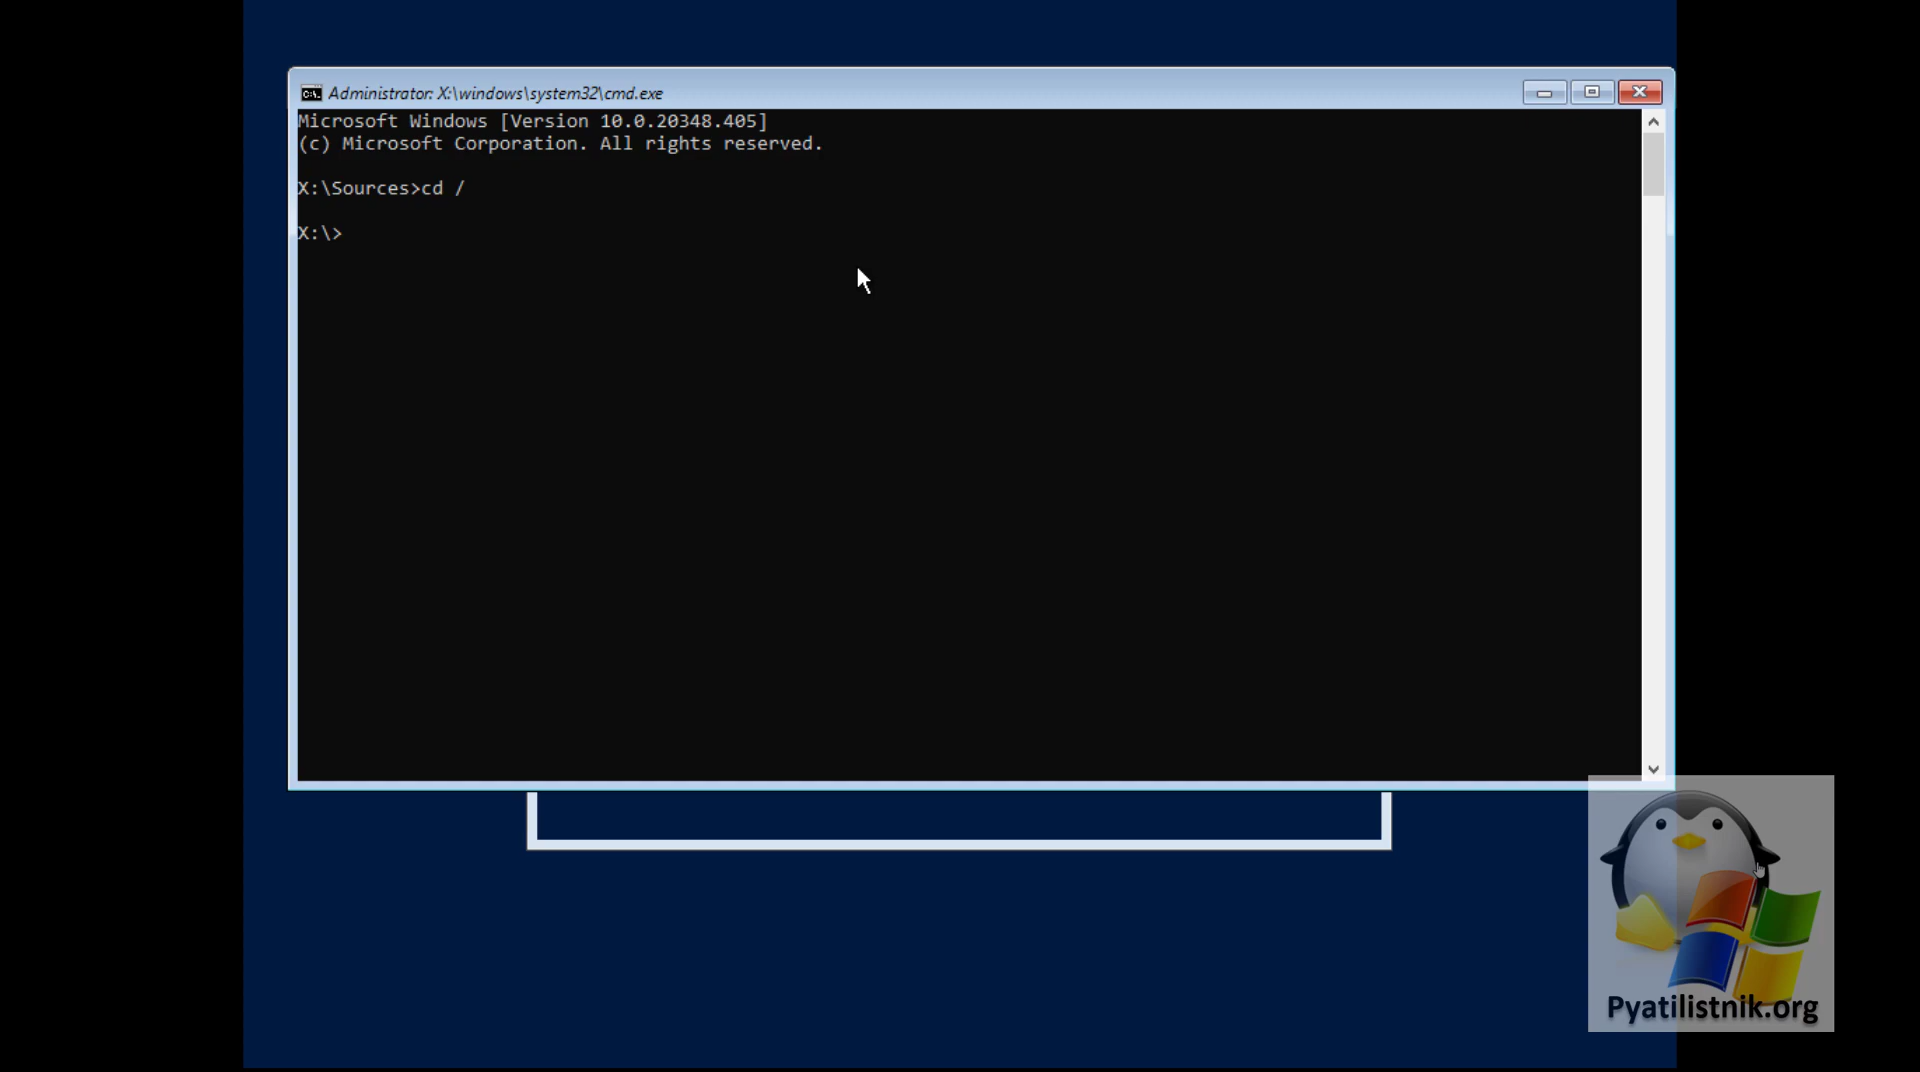 Administrator: X:\windows\system32\cmd.exe
Microsoft Windows [Version 10.0.20348.405]
(c) Microsoft Corporation. All rights reserved.
X:\Sources>cd /
X:\>
Pyatilistnik.org